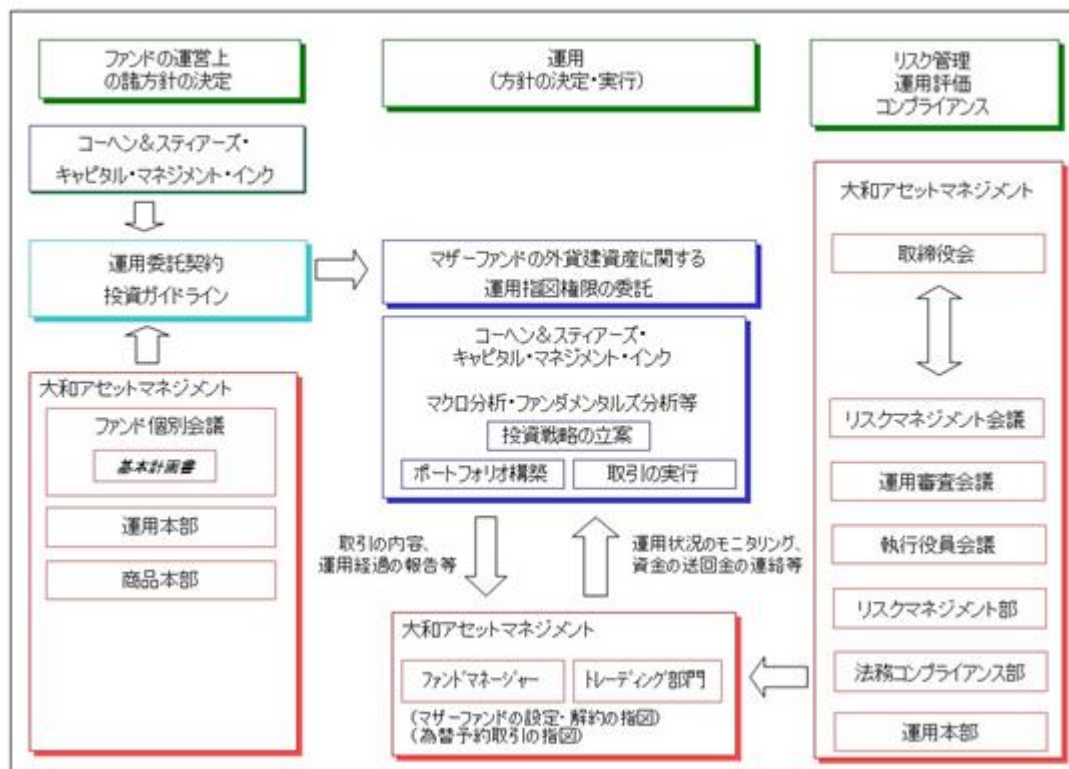 ファンドの運営上
の諸方針の決定
運用
(方針の決定・実行)
リスク管理
運用評価
コンプライアンス
コーヘン&スティアーズ・
キャピタル・マネジメント・インク
運用委託契約
投資ガイドライン
大和アセットマネジメント
ファンド個別会議
基本計画書
運用本部
商品本部
マザーファンドの外貨建資産に関する
運用指図権限の委託
コーヘン&スティアーズ・
キャピタル・マネジメント・インク
マクロ分析・ファンダメンタルズ分析等
投資戦略の立案
ポートフォリオ構築
取引の実行
取引の内容、
運用経過の報告等
運用状況のモニタリング、
資金の送回金の連絡等
大和アセットマネジメント
ファンドマネージャー
トレーディング部門
(マザーファンドの設定・解約の指図)
(為替予約取引の指図)
大和アセットマネジメント
取締役会
リスクマネジメント会議
運用審査会議
執行役員会議
リスクマネジメント部
法務コンプライアンス部
運用本部